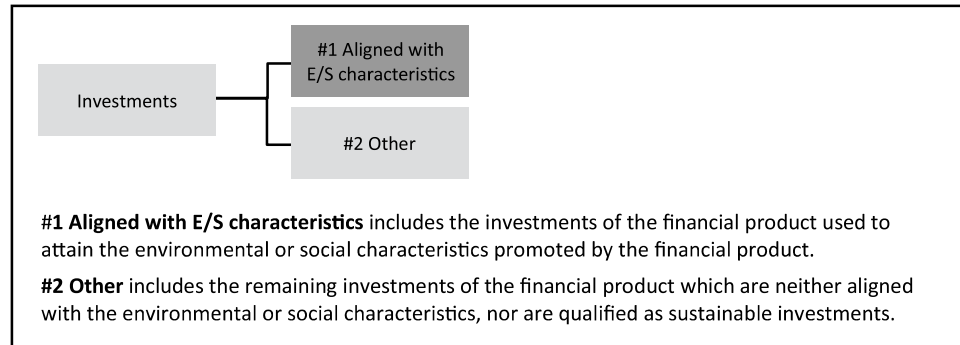 #1 Aligned with
E/S characteristics
Investments
#2 Other
#1 Aligned with E/S characteristics includes the investments of the financial product used to
attain the environmental or social characteristics promoted by the financial product.
#2 Other includes the remaining investments of the financial product which are neither aligned
with the environmental or social characteristics, nor are qualified as sustainable investments.